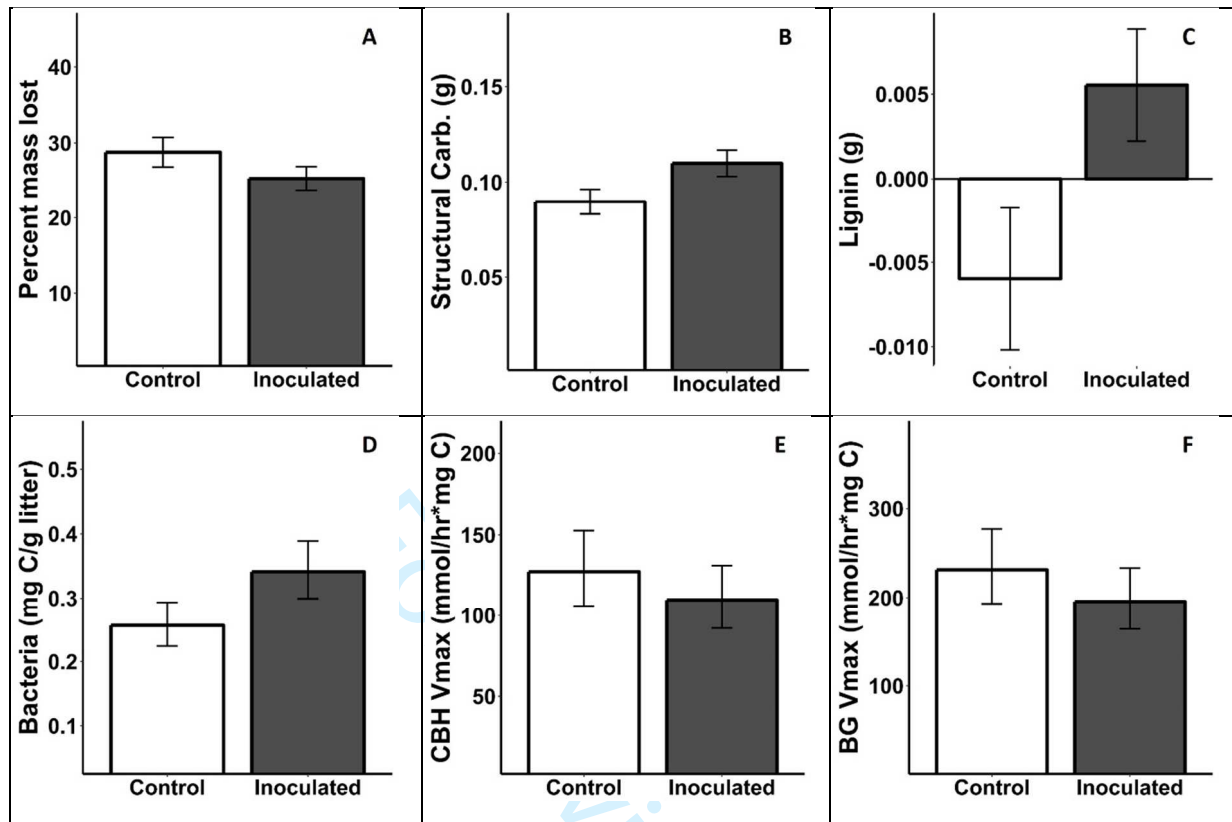 A
Percent mass lost
40
30
20
10
Control Inoculated
B
Structural Carb. (g)
0.15
0.10
0.05
Control Inoculated
C
Lignin (g)
0.005
0.000
-0.005
-0.010
Control Inoculated
D
Bacteria (mg C/g litter)
0.5
0.4
0.3
0.2
0.1
Control Inoculated
E
CBH Vmax (mmol/hr*mg C)
200
150
100
50
Control Inoculated
F
BG Vmax (mmol/hr*mg C)
300
200
100
Control Inoculated